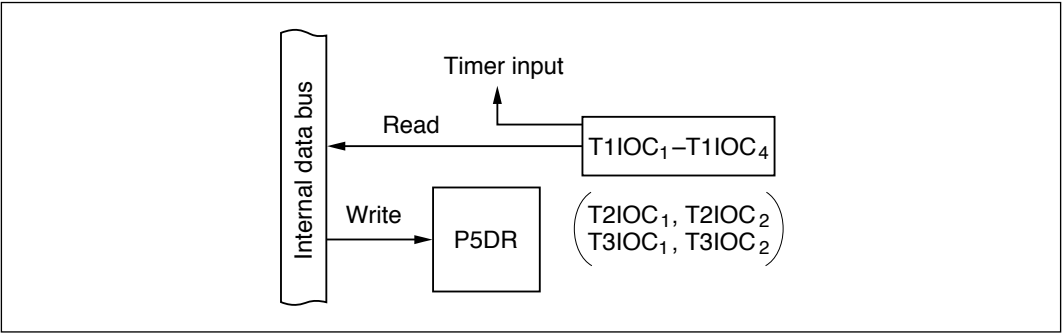 Timer input
Internal data bus
Read
T1IOC₁–T1IOC₄
Write
P5DR
T2IOC₁, T2IOC₂
T3IOC₁, T3IOC₂